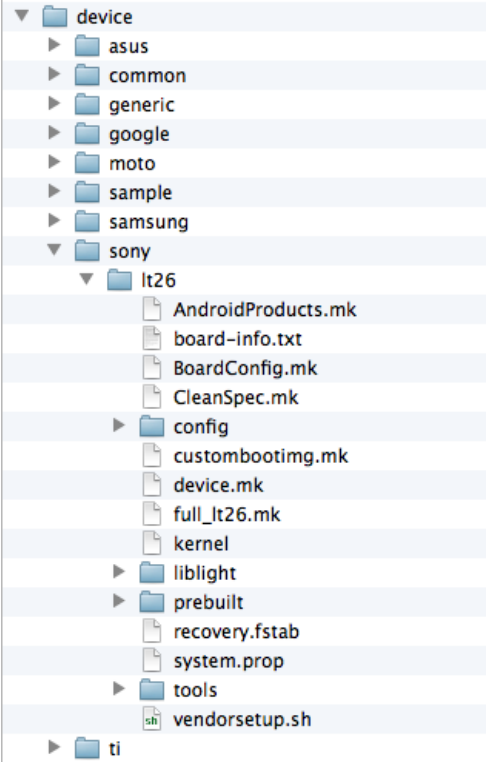 device
asus
common
generic
google
moto
sample
samsung
sony
lt26
AndroidProducts.mk
board-info.txt
BoardConfig.mk
CleanSpec.mk
config
custombootimg.mk
device.mk
full_lt26.mk
kernel
liblight
prebuilt
recovery.fstab
system.prop
tools
sh vendorsetup.sh
ti